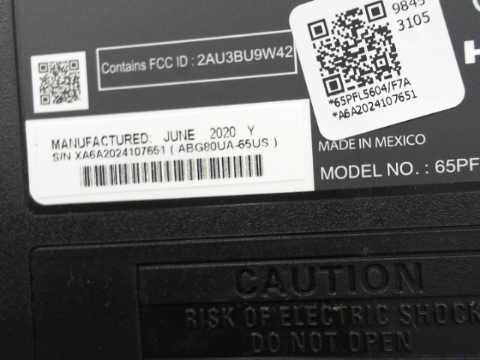 Contains FCC ID : 2AU3BU9W42
9845
3105
*65PFL5604/F7A
*A6A2024107651
MANUFACTURED: JUNE 2020 Y
S/N XA6A2024107651 ( ABG80UA-65US )
MADE IN MEXICO
MODEL NO. : 65PF
CAUTION
RISK OF ELECTRIC SHOCK
DO NOT OPEN